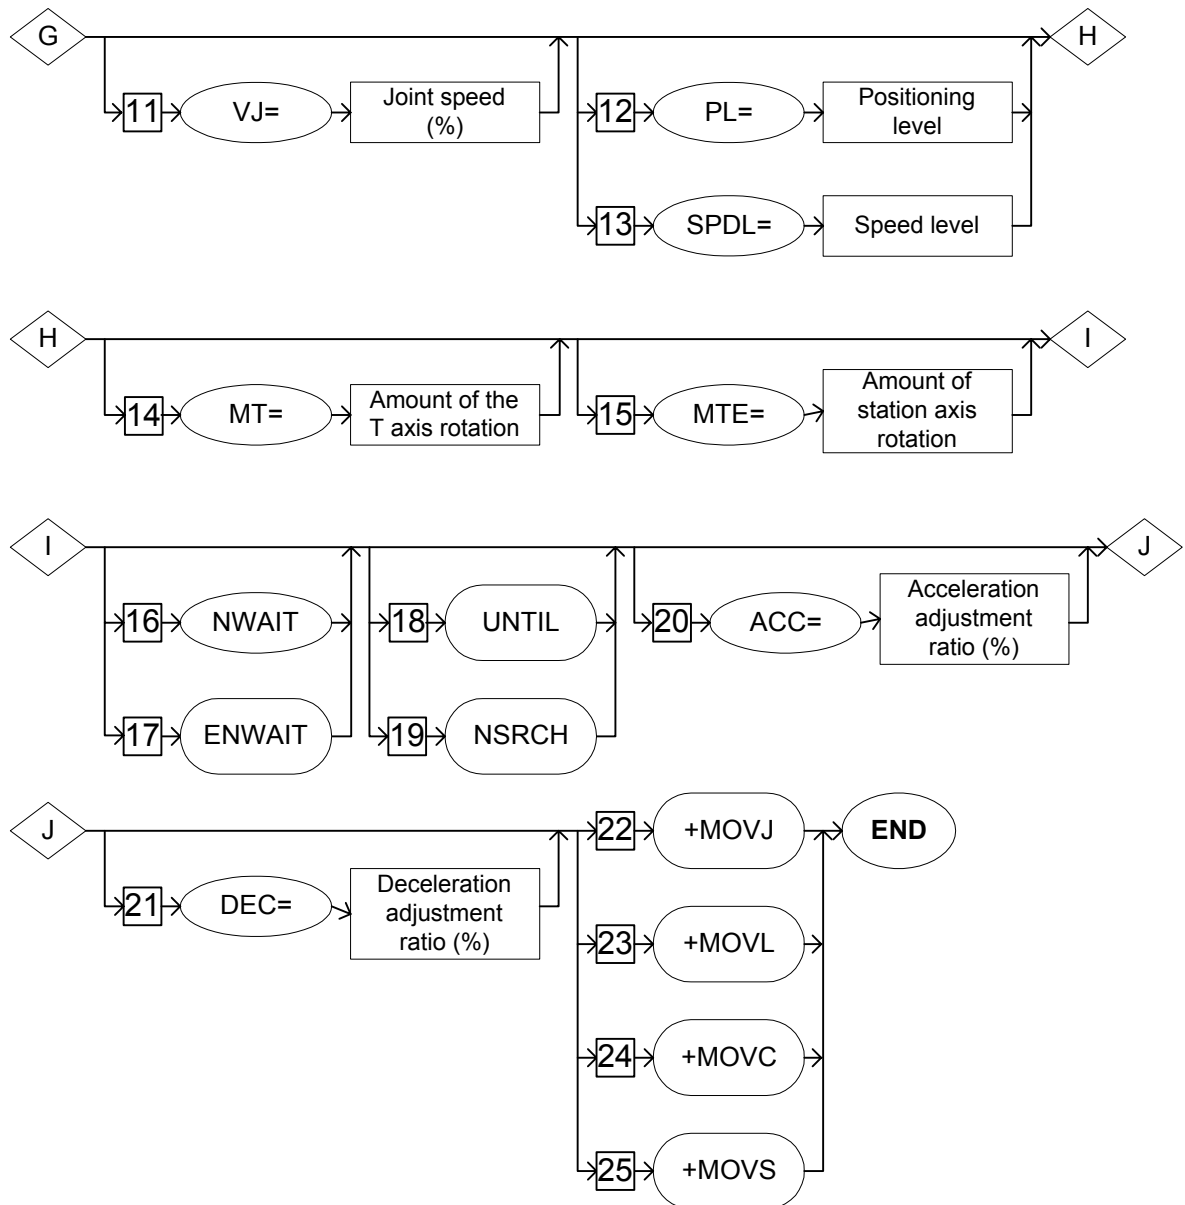 G
H
11
VJ=
Joint speed
(%)
12
PL=
Positioning
level
13
SPDL=
Speed level
H
I
14
MT=
Amount of the
T axis rotation
15
MTE=
Amount of
station axis
rotation
I
J
16
NWAIT
18
UNTIL
20
ACC=
Acceleration
adjustment
ratio (%)
17
ENWAIT
19
NSRCH
J
22
+MOVJ
END
21
DEC=
Deceleration
adjustment
ratio (%)
23
+MOVL
24
+MOVC
25
+MOVS